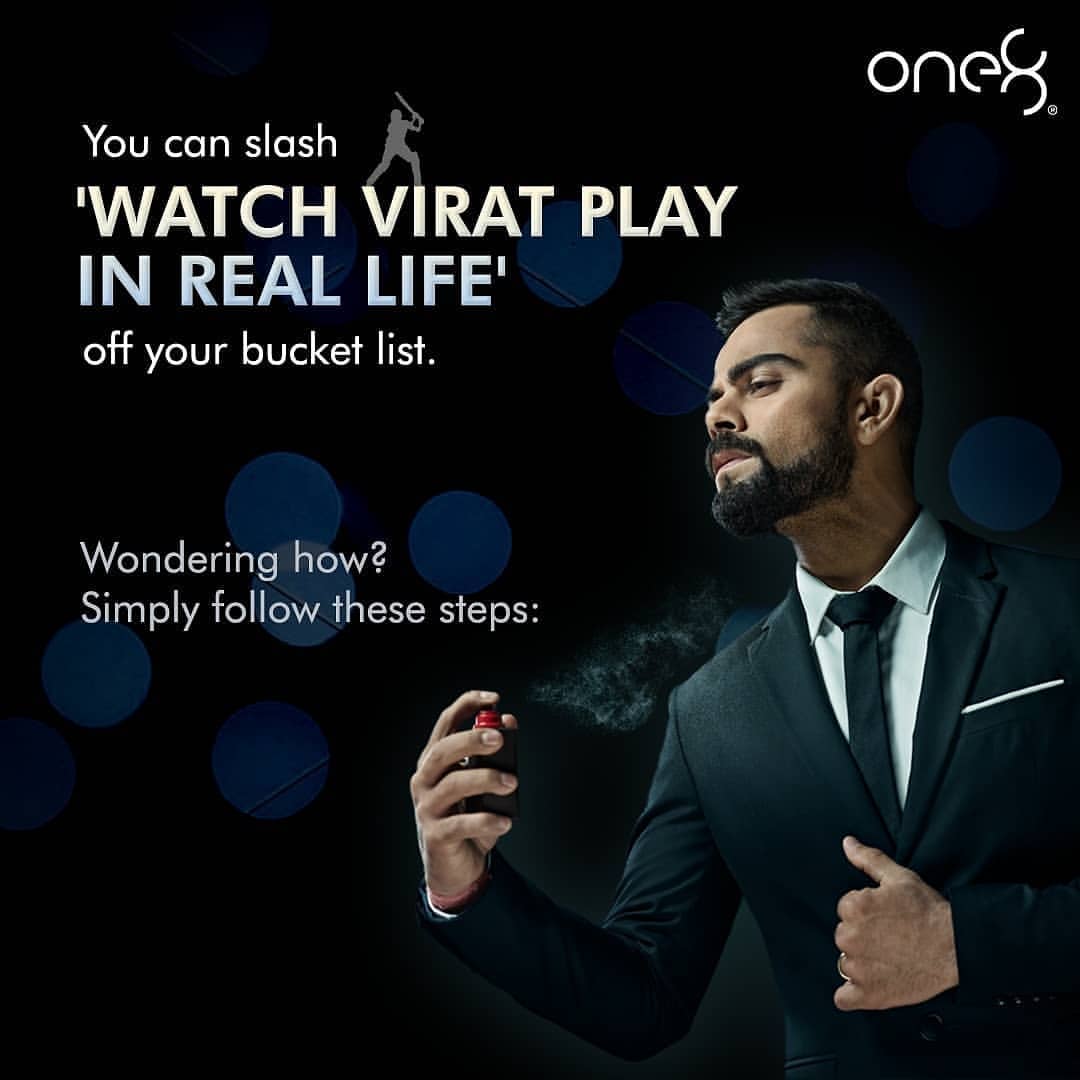 one8®
You can slash
'WATCH VIRAT PLAY
IN REAL LIFE'
off your bucket list.
Wondering how?
Simply follow these steps: